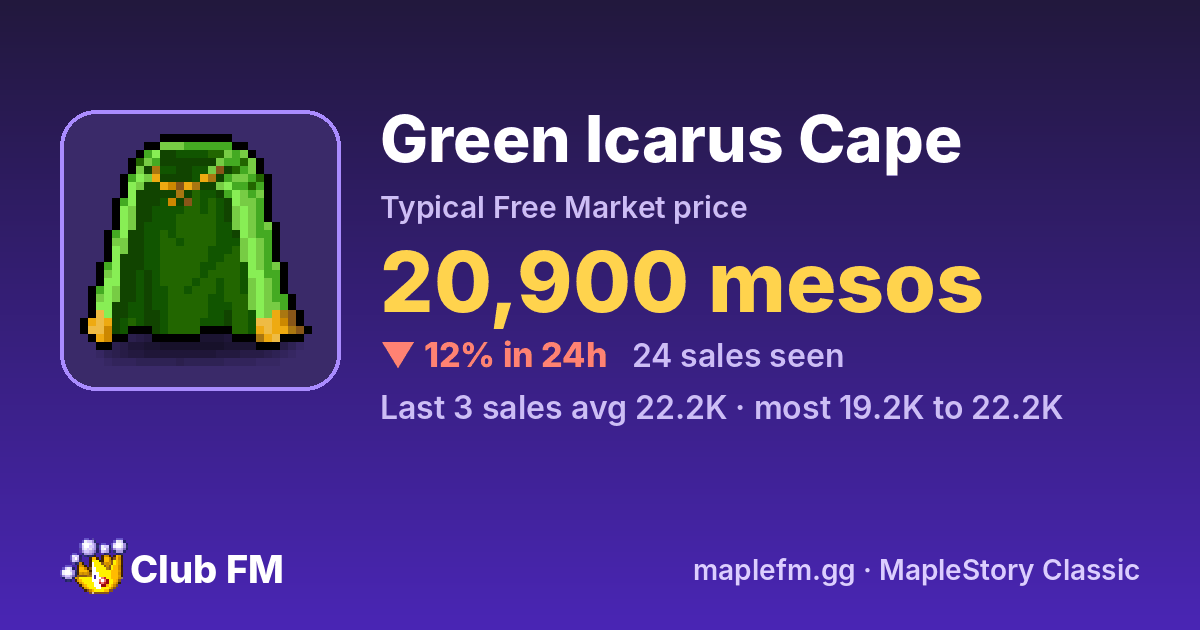 Green Icarus Cape
Typical Free Market price
20,900 mesos
▼ 12% in 24h 24 sales seen
Last 3 sales avg 22.2K · most 19.2K to 22.2K
Club FM
maplefm.gg · MapleStory Classic